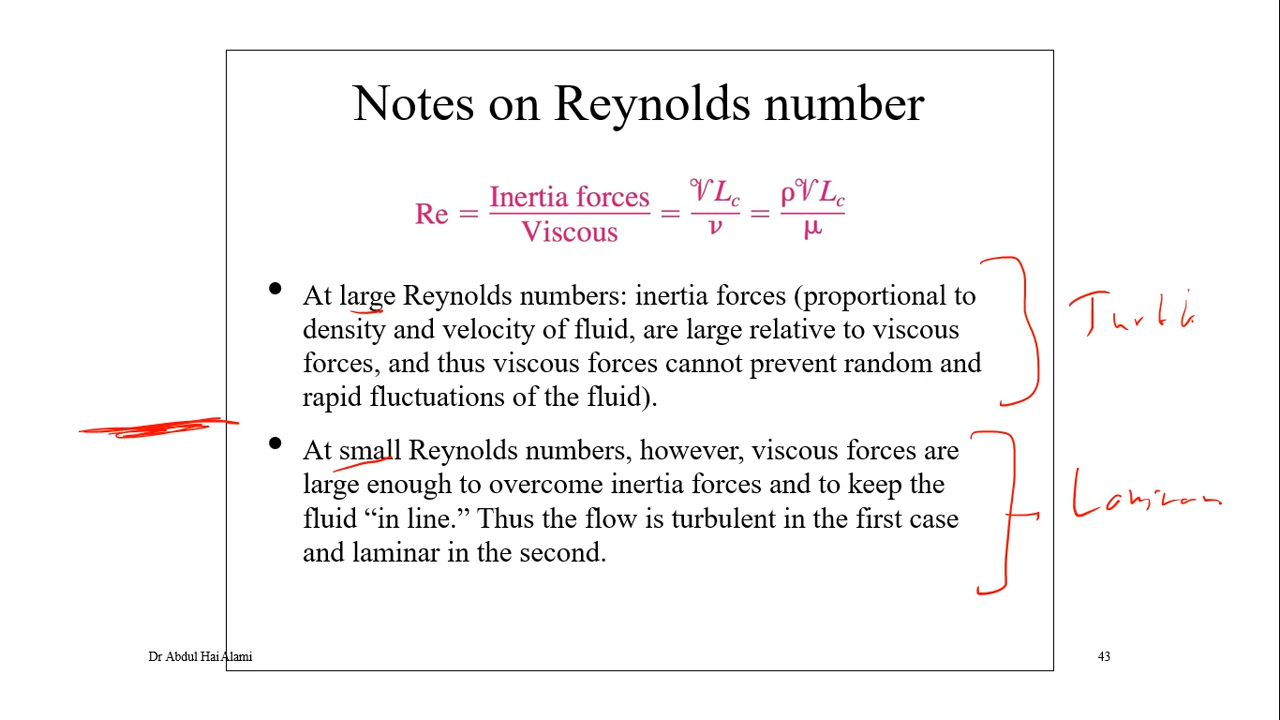 Notes on Reynolds number
Re = Inertia forces / Viscous = 𝒱L_c / ν = ρ𝒱L_c / μ
• At large Reynolds numbers: inertia forces (proportional to
density and velocity of fluid, are large relative to viscous
forces, and thus viscous forces cannot prevent random and
rapid fluctuations of the fluid).
• At small Reynolds numbers, however, viscous forces are
large enough to overcome inertia forces and to keep the
fluid “in line.” Thus the flow is turbulent in the first case
and laminar in the second.
Laminar
Dr Abdul Hai Alami
43